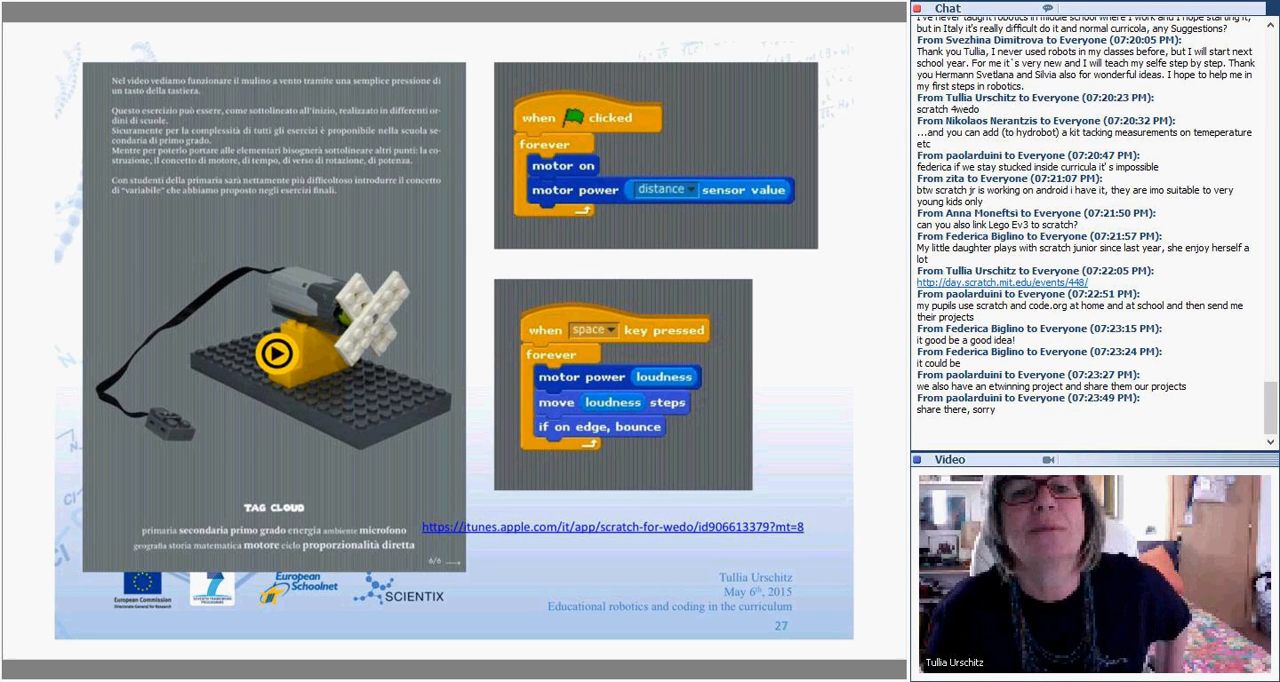 Nel video vediamo funzionare il mulino a vento tramite una semplice pressione di
un tasto della tastiera.
Questo esercizio può essere, come sottolineato all'inizio, realizzato in differenti or-
dini di scuole.
Sicuramente per la complessità di tutti gli esercizi è proponibile nella scuola se-
condaria di primo grado.
Mentre per poterlo portare alle elementari bisognerà sottolineare altri punti: la co-
struzione, il concetto di motore, di tempo, di verso di rotazione, di potenza.
Con studenti della primaria sarà nettamente più difficoltoso introdurre il concetto
di "variabile" che abbiamo proposto negli esercizi finali.
TAG CLOUD
primaria secondaria primo grado energia ambiente microfono
geografia storia matematica motore ciclo proporzionalità diretta
6/6
when clicked
forever
motor on
motor power distance sensor value
when space key pressed
forever
motor power loudness
move loudness steps
if on edge, bounce
https://itunes.apple.com/it/app/scratch-for-wedo/id906613379?mt=8
European Commission
Directorate-General for Research
SEVENTH FRAMEWORK
PROGRAMME
European
Schoolnet
SCIENTIX
Tullia Urschitz
May 6th, 2015
Educational robotics and coding in the curriculum
27
Chat
I've never taught robotics in middle school where I work and I hope starting it,
but in Italy it's really difficult do it and normal curricola, any Suggestions?
From Svezhina Dimitrova to Everyone (07:20:05 PM):
Thank you Tullia, I never used robots in my classes before, but I will start next
school year. For me it`s very new and I will teach my selfe step by step. Thank
you Hermann Svetlana and Silvia also for wonderful ideas. I hope to help me in
my first steps in robotics.
From Tullia Urschitz to Everyone (07:20:23 PM):
scratch 4wedo
From Nikolaos Nerantzis to Everyone (07:20:32 PM):
...and you can add (to hydrobot) a kit tacking measurements on temeperature
etc
From paolarduini to Everyone (07:20:47 PM):
federica if we stay stucked inside curricula it' s impossible
From zita to Everyone (07:21:07 PM):
btw scratch jr is working on android i have it, they are imo suitable to very
young kids only
From Anna Moneftsi to Everyone (07:21:50 PM):
can you also link Lego Ev3 to scratch?
From Federica Biglino to Everyone (07:21:57 PM):
My little daughter plays with scratch junior since last year, she enjoy herself a
lot
From Tullia Urschitz to Everyone (07:22:05 PM):
http://day.scratch.mit.edu/events/448/
From paolarduini to Everyone (07:22:51 PM):
my pupils use scratch and code.org at home and at school and then send me
their projects
From Federica Biglino to Everyone (07:23:15 PM):
it good be a good idea!
From Federica Biglino to Everyone (07:23:24 PM):
it could be
From paolarduini to Everyone (07:23:27 PM):
we also have an etwinning project and share them our projects
From paolarduini to Everyone (07:23:49 PM):
share there, sorry
Video
Tullia Urschitz